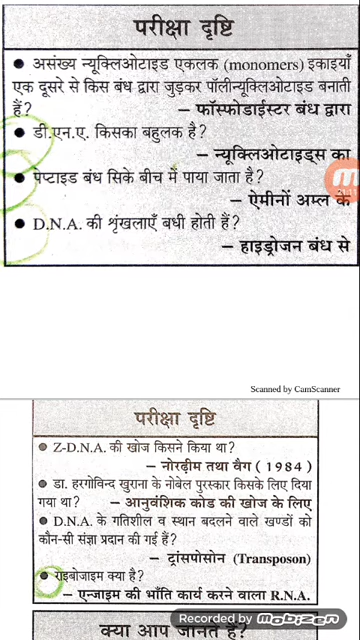 परीक्षा दृष्टि
● असंख्य न्यूक्लिओटाइड एकलक (monomers) इकाइयाँ
एक दूसरे से किस बंध द्वारा जुड़कर पॉलीन्यूक्लिओटाइड बनाती
हैं? – फॉस्फोडाईस्टर बंध द्वारा
● डी.एन.ए. किसका बहुलक है?
– न्यूक्लिओटाइड्स का
● पेप्टाइड बंध सिके बीच में पाया जाता है?
– ऐमीनों अम्ल के
● D.N.A. की श्रृंखलाएँ बधी होती हैं?
– हाइड्रोजन बंध से
Scanned by CamScanner
परीक्षा दृष्टि
● Z-D.N.A. की खोज किसने किया था?
– नोरद्रीम तथा वैग (1984)
● डा. हरगोविन्द खुराना के नोबेल पुरस्कार किसके लिए दिया
गया था? – आनुवंशिक कोड की खोज के लिए
● D.N.A. के गतिशील व स्थान बदलने वाले खण्डों को
कौन-सी संज्ञा प्रदान की गई हैं?
– ट्रांसपोसोन (Transposon)
● राइबोजाइम क्या है?
– एन्जाइम की भाँति कार्य करने वाला R.N.A.
Recorded by mobizen
क्या आप जानते हैं?